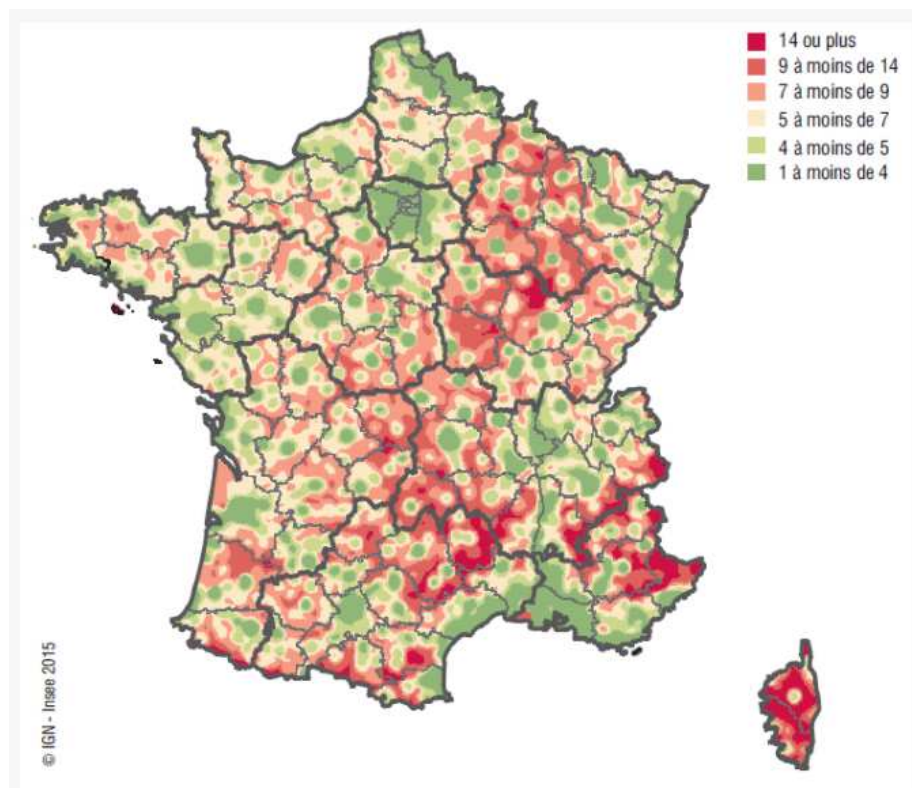 14 ou plus
9 à moins de 14
7 à moins de 9
5 à moins de 7
4 à moins de 5
1 à moins de 4
© IGN - Insee 2015